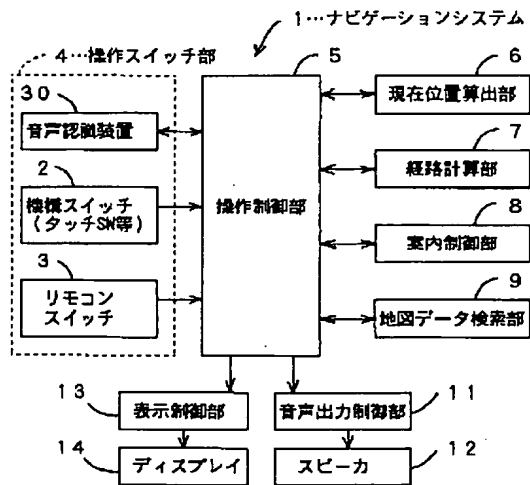 1…ナビゲーションシステム
4…操作スイッチ部
5
6
30
現在位置算出部
音声認識装置
7
2
経路計算部
機構スイッチ
(タッチSW等)
操作制御部
8
案内制御部
3
9
リモコン
スイッチ
地図データ検索部
13
11
表示制御部
音声出力制御部
14
12
ディスプレイ
スピーカ